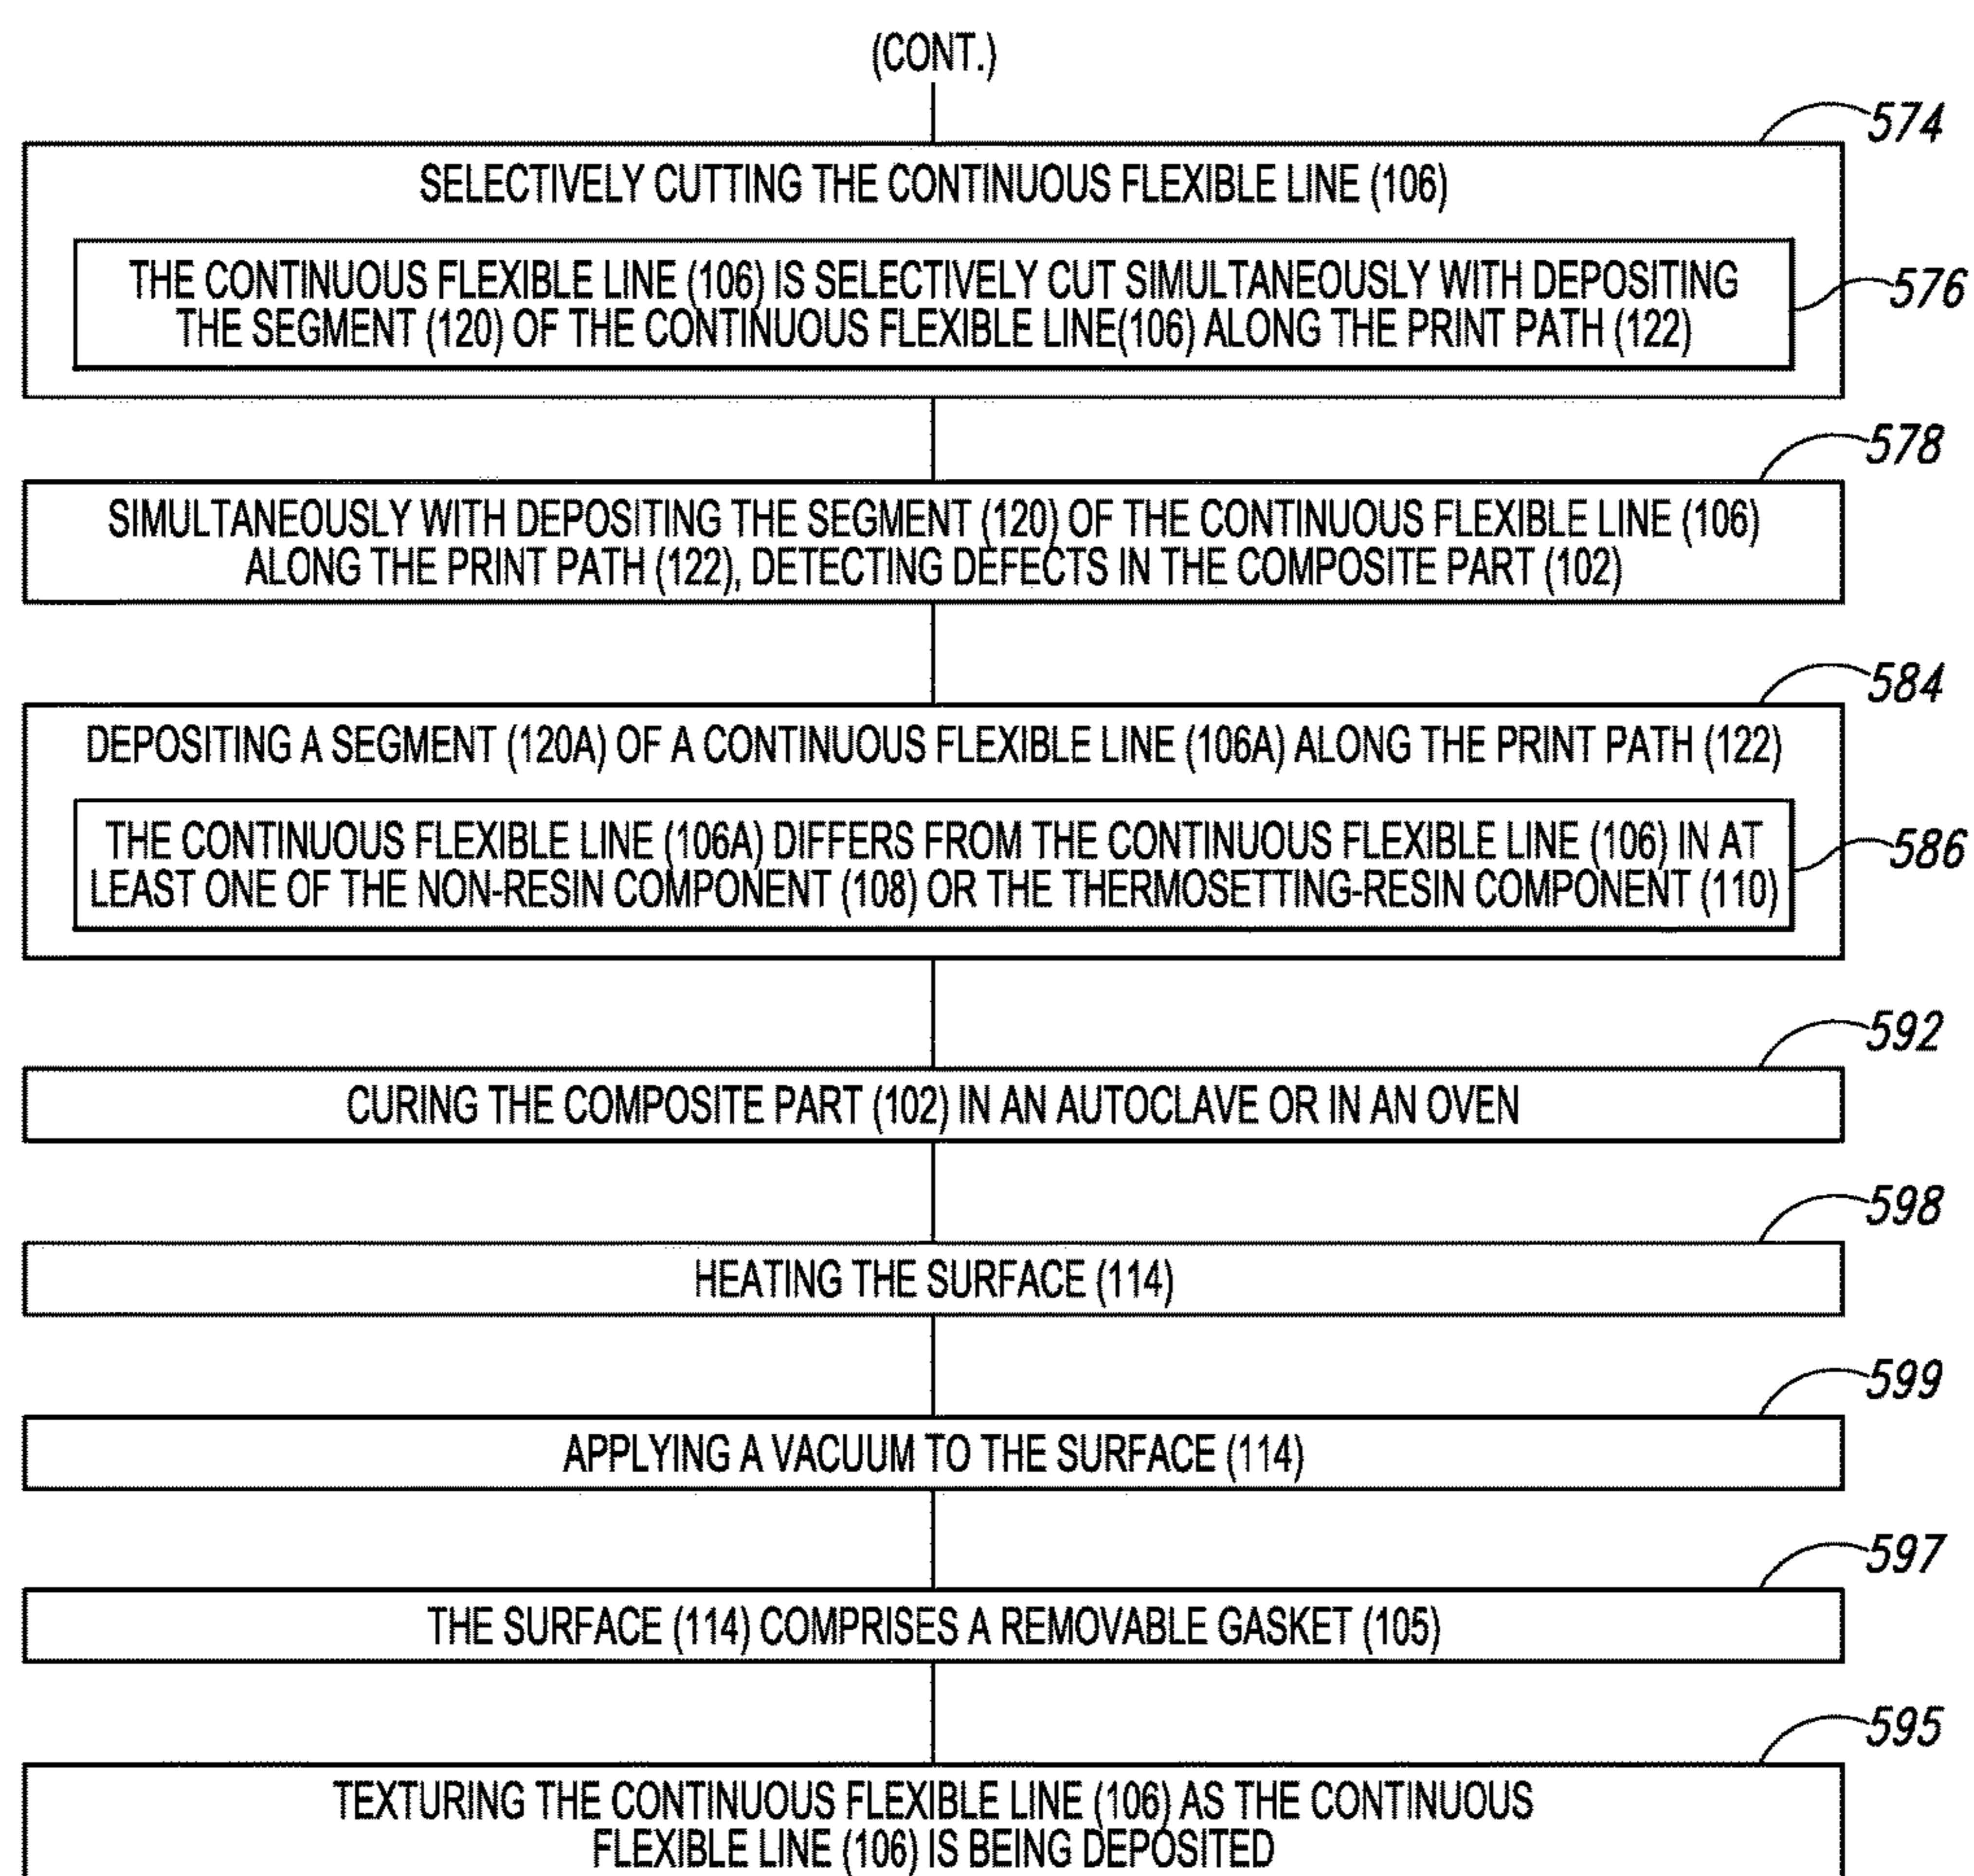 (CONT.)
574
SELECTIVELY CUTTING THE CONTINUOUS FLEXIBLE LINE (106)
THE CONTINUOUS FLEXIBLE LINE (106) IS SELECTIVELY CUT SIMULTANEOUSLY WITH DEPOSITING
THE SEGMENT (120) OF THE CONTINUOUS FLEXIBLE LINE(106) ALONG THE PRINT PATH (122)
576
578
SIMULTANEOUSLY WITH DEPOSITING THE SEGMENT (120) OF THE CONTINUOUS FLEXIBLE LINE (106)
ALONG THE PRINT PATH (122), DETECTING DEFECTS IN THE COMPOSITE PART (102)
584
DEPOSITING A SEGMENT (120A) OF A CONTINUOUS FLEXIBLE LINE (106A) ALONG THE PRINT PATH (122)
THE CONTINUOUS FLEXIBLE LINE (106A) DIFFERS FROM THE CONTINUOUS FLEXIBLE LINE (106) IN AT
LEAST ONE OF THE NON-RESIN COMPONENT (108) OR THE THERMOSETTING-RESIN COMPONENT (110)
586
592
CURING THE COMPOSITE PART (102) IN AN AUTOCLAVE OR IN AN OVEN
598
HEATING THE SURFACE (114)
599
APPLYING A VACUUM TO THE SURFACE (114)
597
THE SURFACE (114) COMPRISES A REMOVABLE GASKET (105)
595
TEXTURING THE CONTINUOUS FLEXIBLE LINE (106) AS THE CONTINUOUS
FLEXIBLE LINE (106) IS BEING DEPOSITED